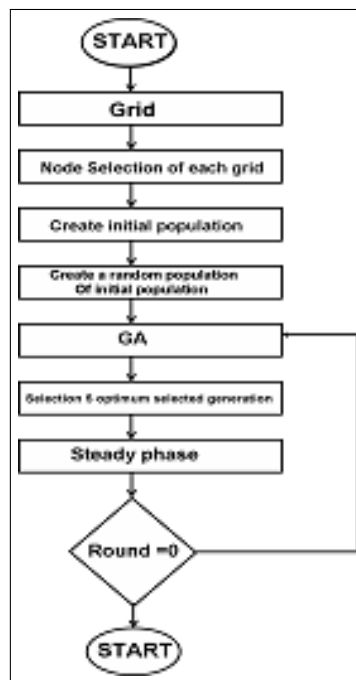 START
Grid
Node Selection of each grid
Create initial population
Create a random population
Of initial population
GA
Selection 5 optimum selected generation
Steady phase
Round =0
START